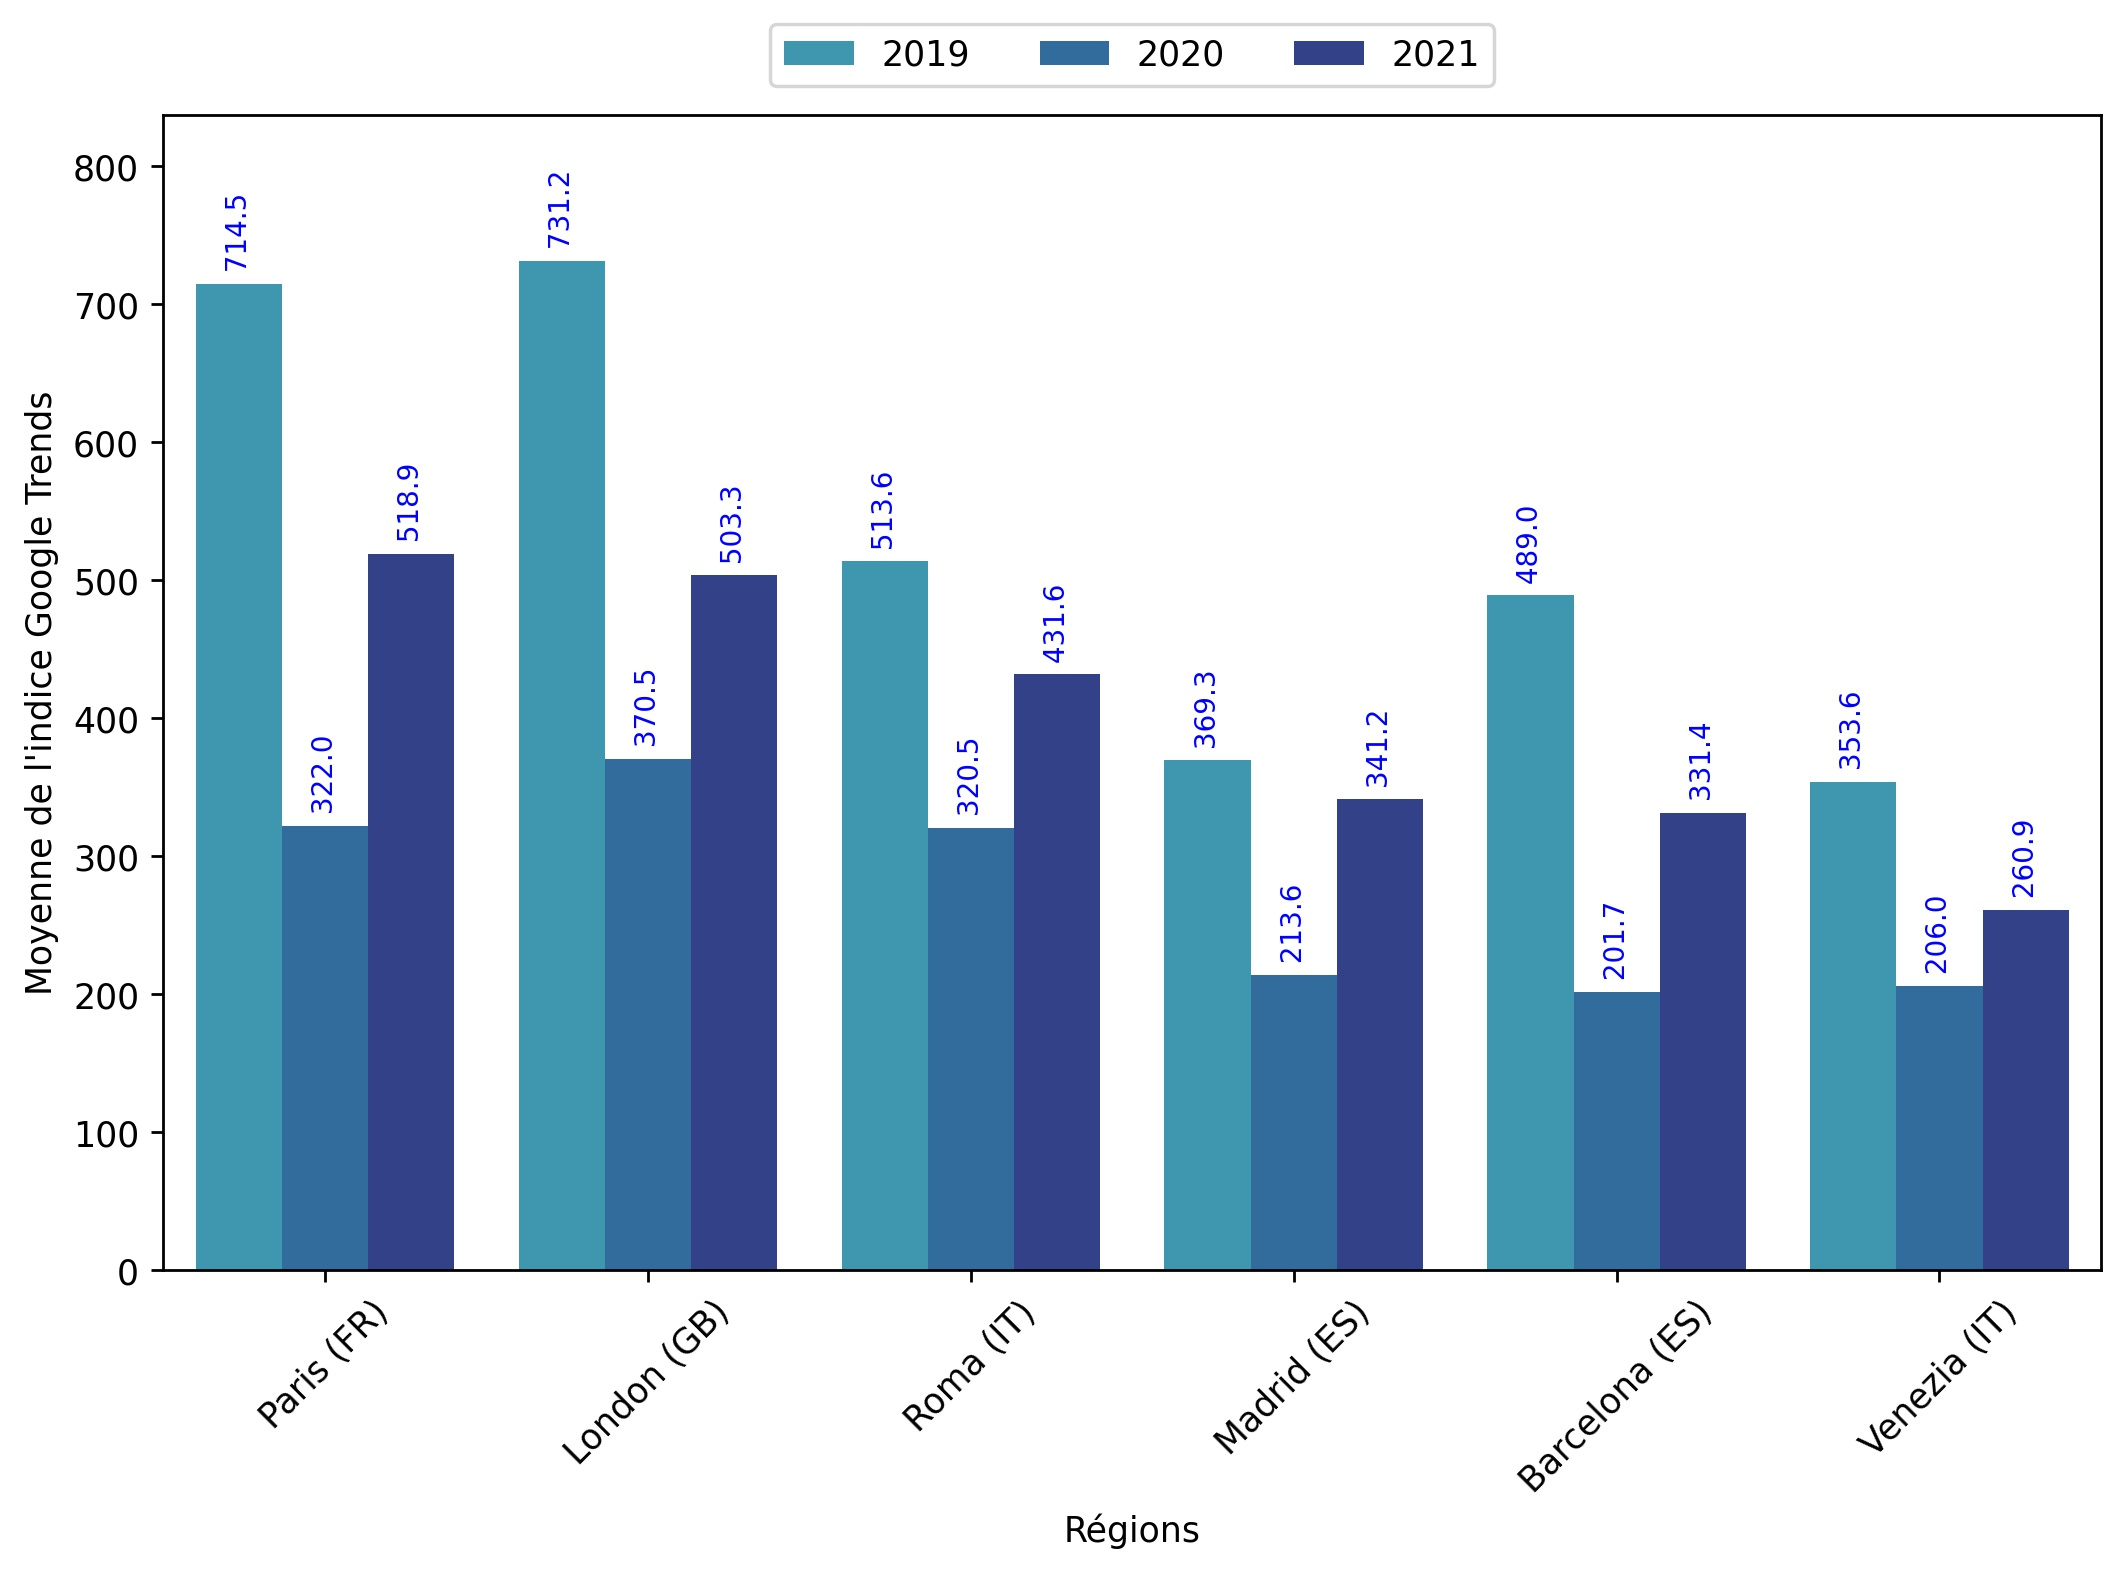 2019 2020 2021
Moyenne de l'indice Google Trends
800
700
600
500
400
300
200
100
0
714.5 322.0 518.9
731.2 370.5 503.3
513.6 320.5 431.6
369.3 213.6 341.2
489.0 201.7 331.4
353.6 206.0 260.9
Paris (FR)
London (GB)
Roma (IT)
Madrid (ES)
Barcelona (ES)
Venezia (IT)
Régions